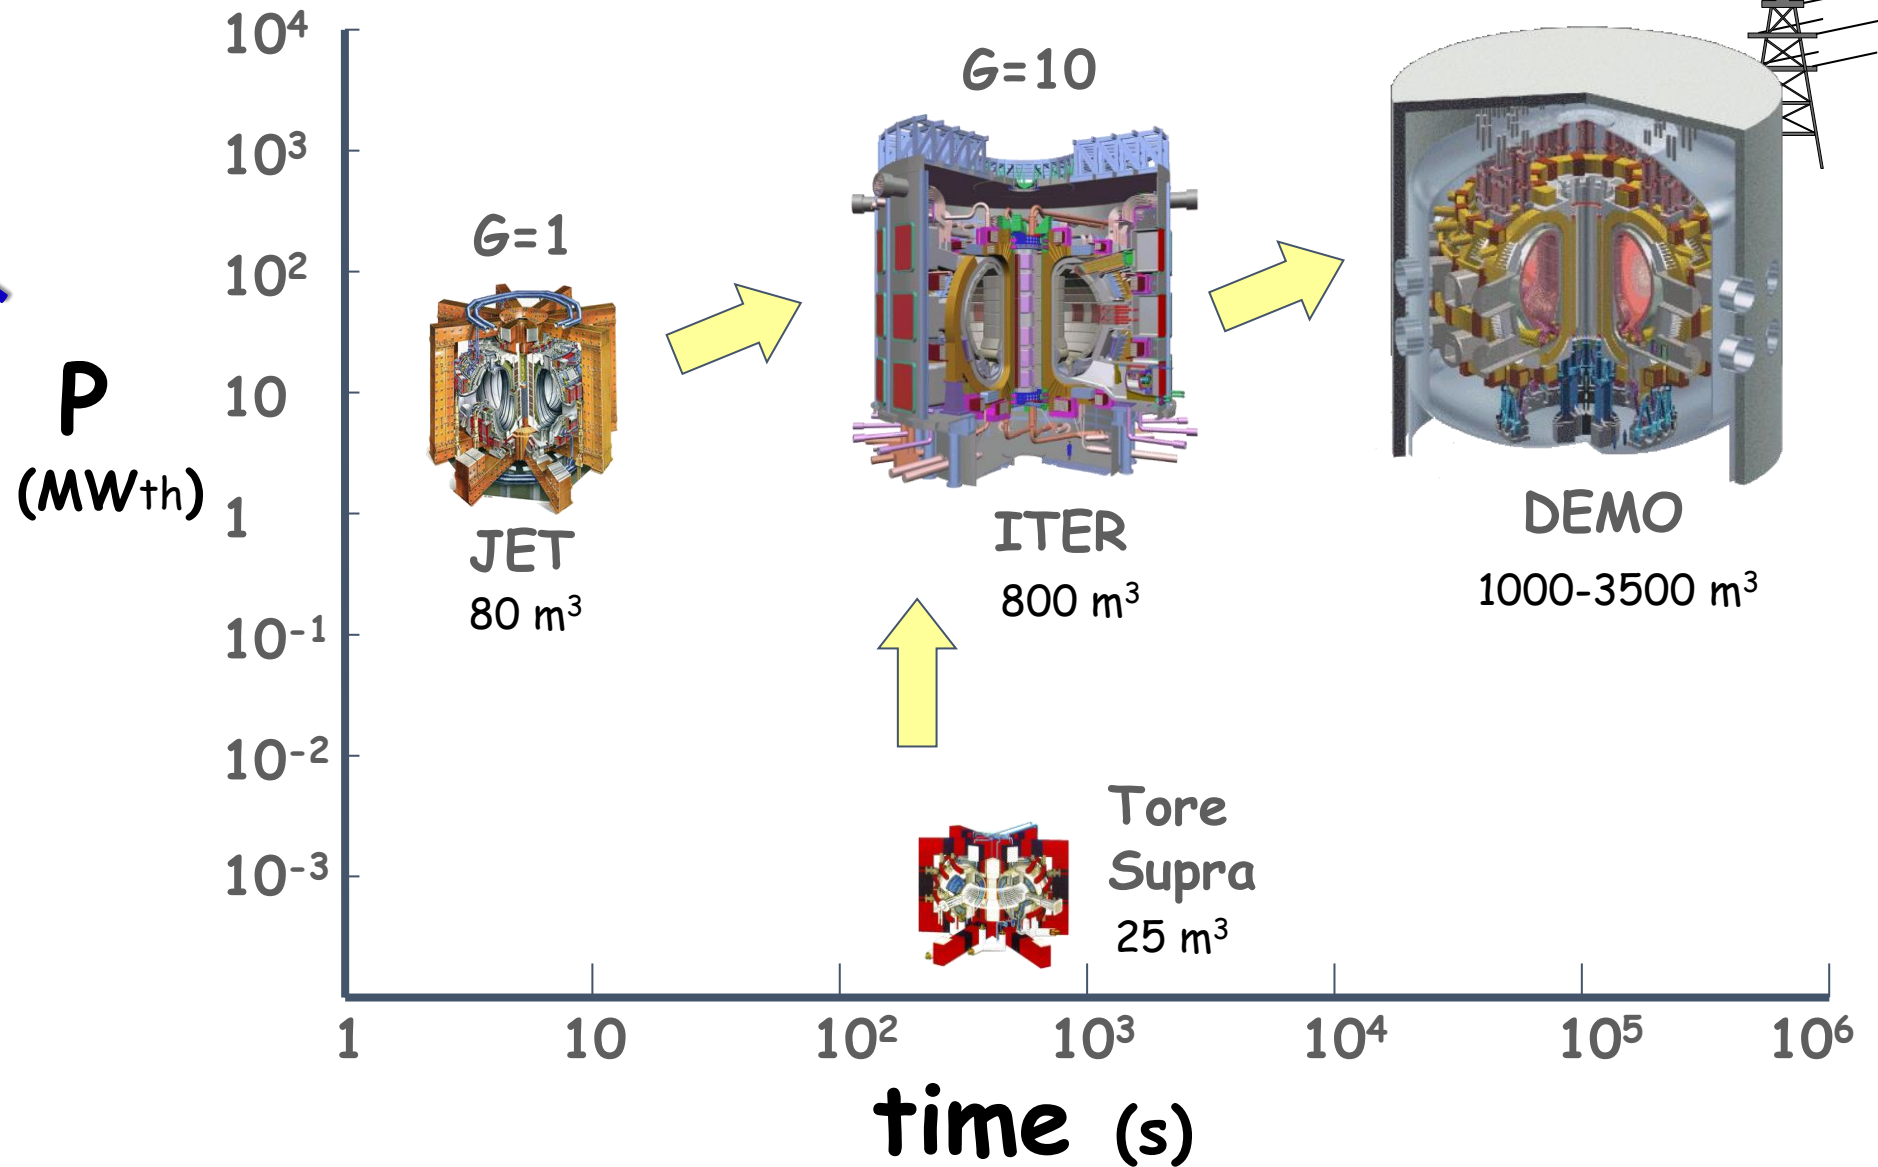 10⁴
10³
10²
10
1
10⁻¹
10⁻²
10⁻³
P
(MWth)
G=1
JET
80 m³
G=10
ITER
800 m³
DEMO
1000-3500 m³
Tore
Supra
25 m³
1 10 10² 10³ 10⁴ 10⁵ 10⁶
time (s)